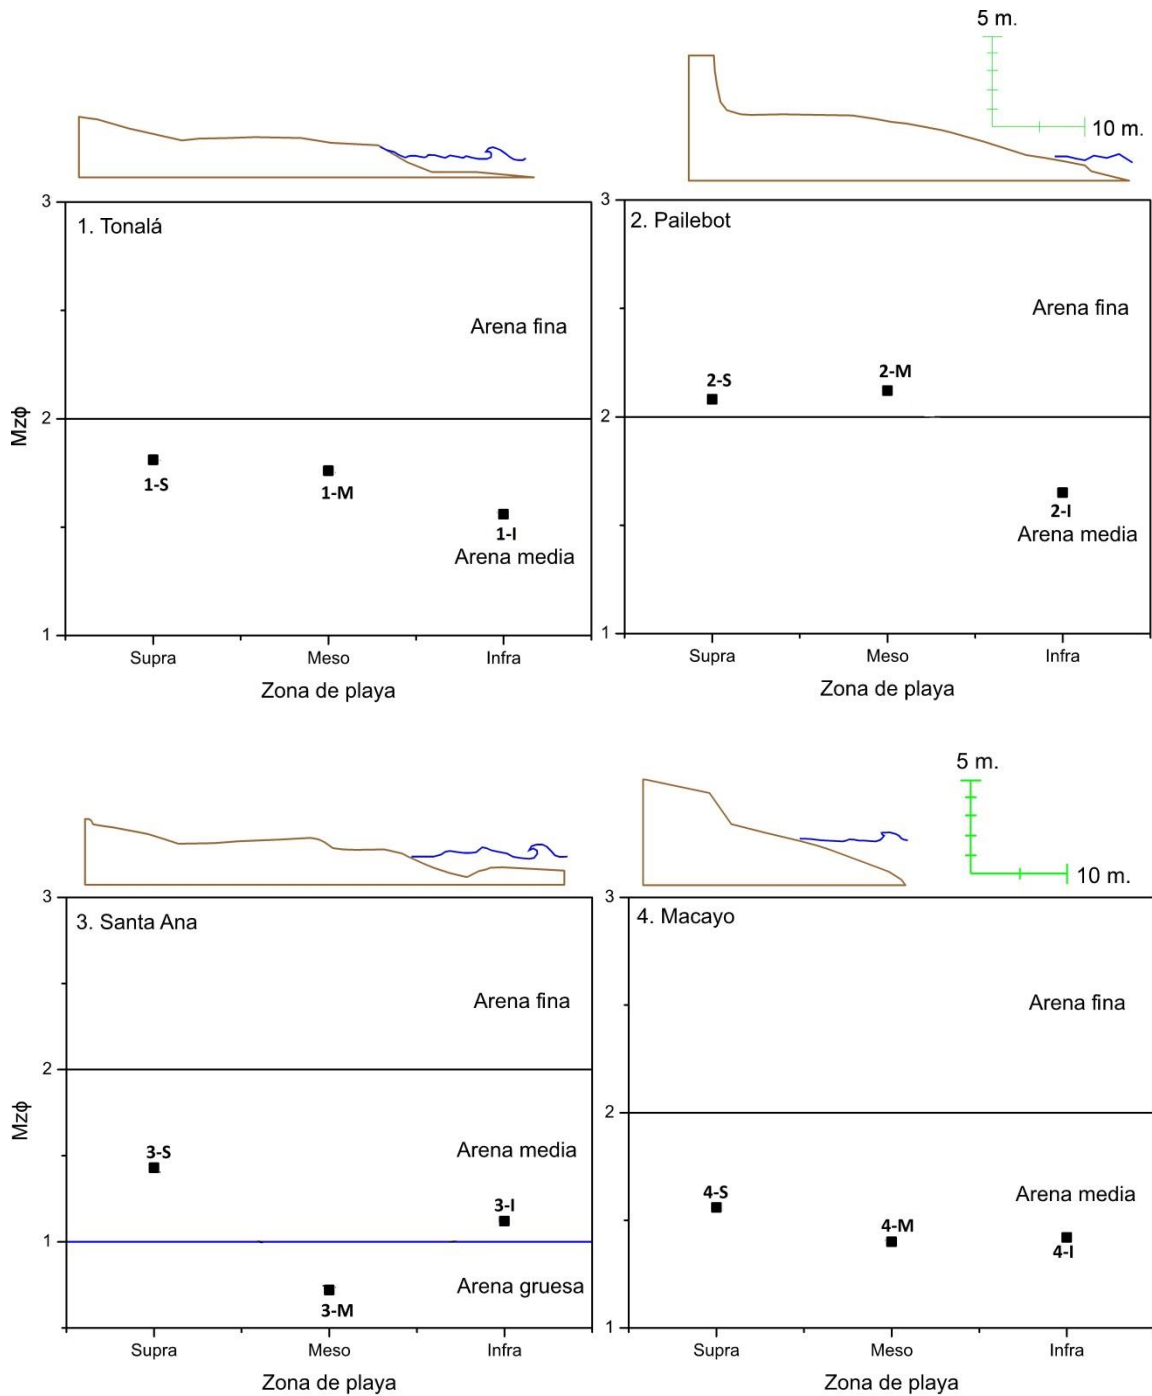 5 m.
10 m.
3
1. Tonalá
Arena fina
2
Mzϕ
1-S
1-M
1-I
Arena media
1
Supra
Meso
Infra
Zona de playa
3
2. Pailebot
Arena fina
2-S
2-M
2
2-I
Arena media
1
Supra
Meso
Infra
Zona de playa
3
3. Santa Ana
Arena fina
2
Mzϕ
3-S
Arena media
3-I
1
3-M
Arena gruesa
Supra
Meso
Infra
Zona de playa
5 m.
10 m.
3
4. Macayo
Arena fina
2
4-S
Arena media
4-M
4-I
1
Supra
Meso
Infra
Zona de playa